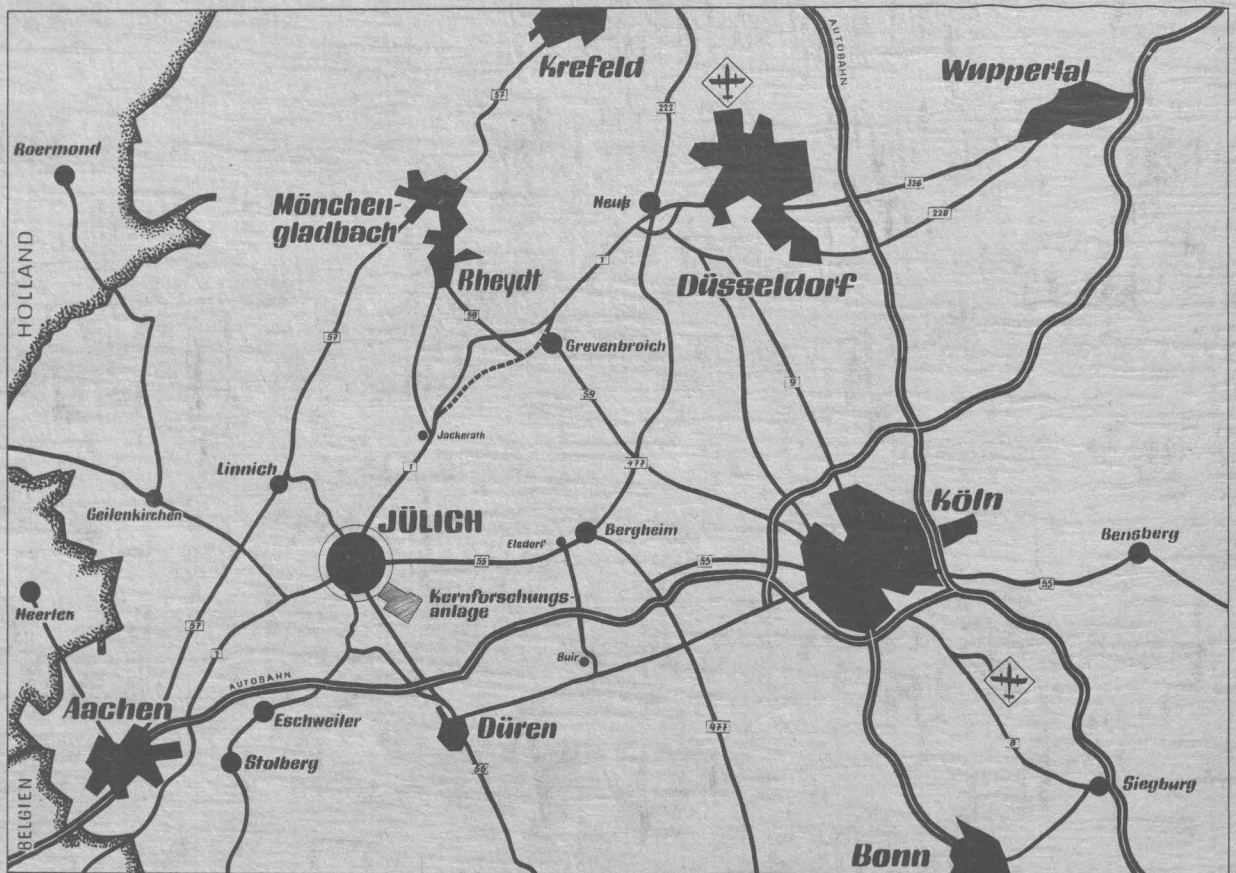 Krefeld
AUTOBAHN
Wuppertal
57
222
Roermond
Mönchen-
gladbach
Neuß
326
228
HOLLAND
Rheydt
1
Düsseldorf
59
57
Grevenbroich
9
59
Jackerath
1
477
Linnich
Geilenkirchen
JÜLICH
Köln
Elsdorf
Bergheim
Bensberg
55
55
55
Heerlen
Kernforschungs-
anlage
57
1
Buir
AUTOBAHN
Aachen
Eschweiler
Düren
477
Stolberg
56
8
Siegburg
BELGIEN
Bonn